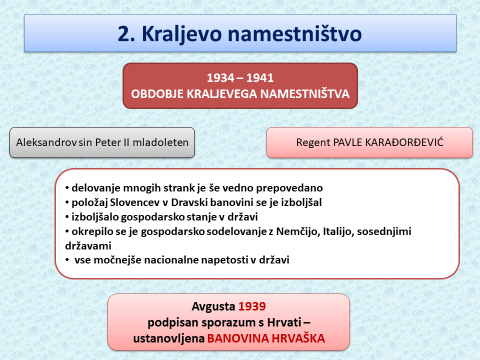 2. Kraljevo namestništvo
1934 – 1941
OBDOBJE KRALJEVEGA NAMESTNIŠTVA
Aleksandrov sin Peter II mladoleten
Regent PAVLE KARAĐORĐEVIĆ
• delovanje mnogih strank je še vedno prepovedano
• položaj Slovencev v Dravski banovini se je izboljšal
• izboljšalo gospodarsko stanje v državi
• okrepilo se je gospodarsko sodelovanje z Nemčijo, Italijo, sosednjimi
državami
• vse močnejše nacionalne napetosti v državi
Avgusta 1939
podpisan sporazum s Hrvati –
ustanovljena BANOVINA HRVAŠKA